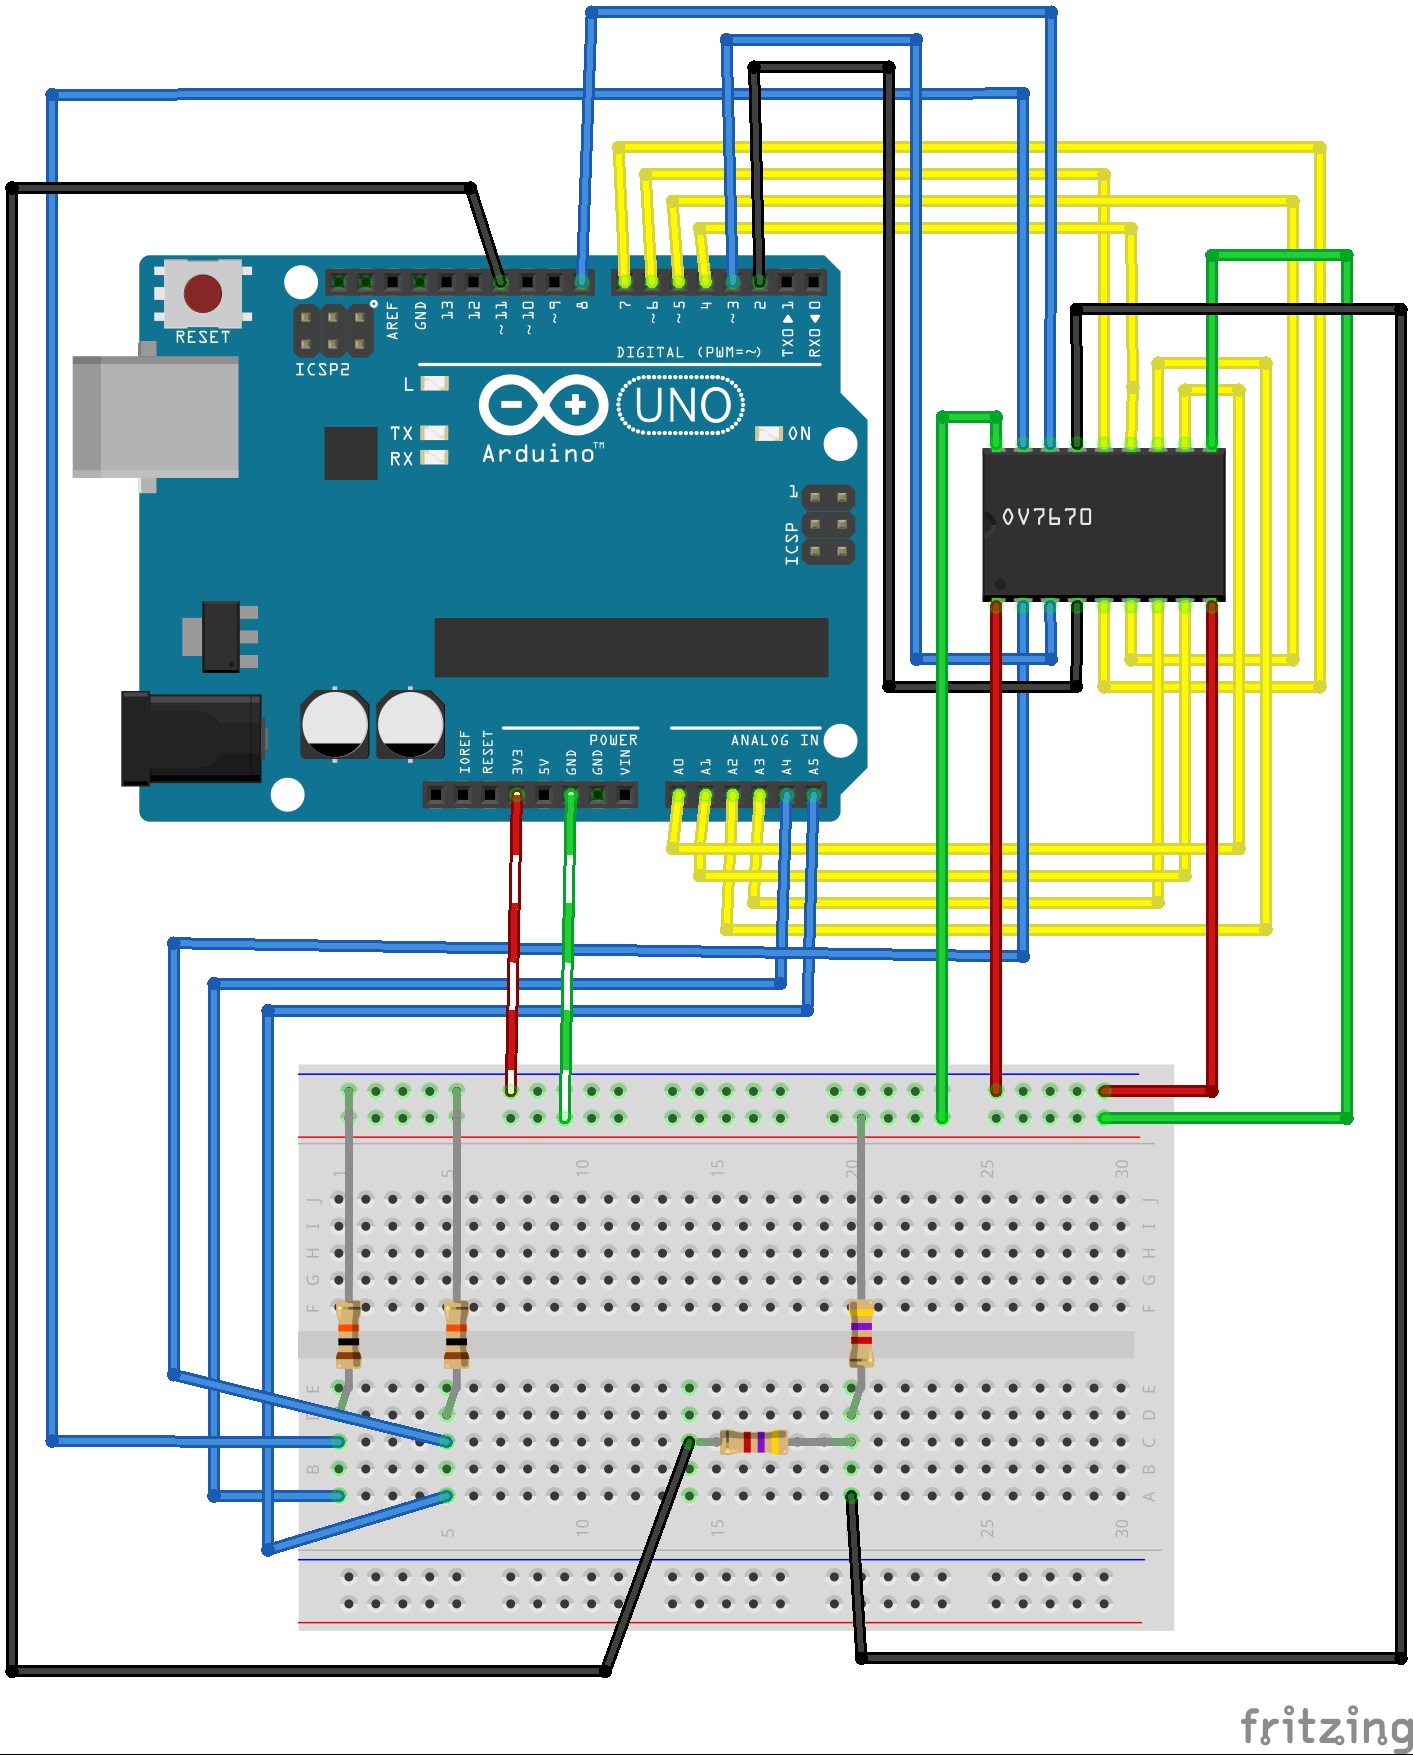 RESET
ICSP2
AREF
GND
13
12
~11
~10
~9
8
7
~6
~5
4
~3
2
TX0▶1
RX0◀0
DIGITAL (PWM=~)
L
TX
RX
Arduino™
UNO
ON
1
ICSP
OV7670
POWER
ANALOG IN
IOREF
RESET
3V3
5V
GND
GND
VIN
A0
A1
A2
A3
A4
A5
1
5
10
15
20
25
30
J
J
I
I
H
H
G
G
F
F
E
E
D
D
C
B
B
A
5
10
15
25
30
fritzing